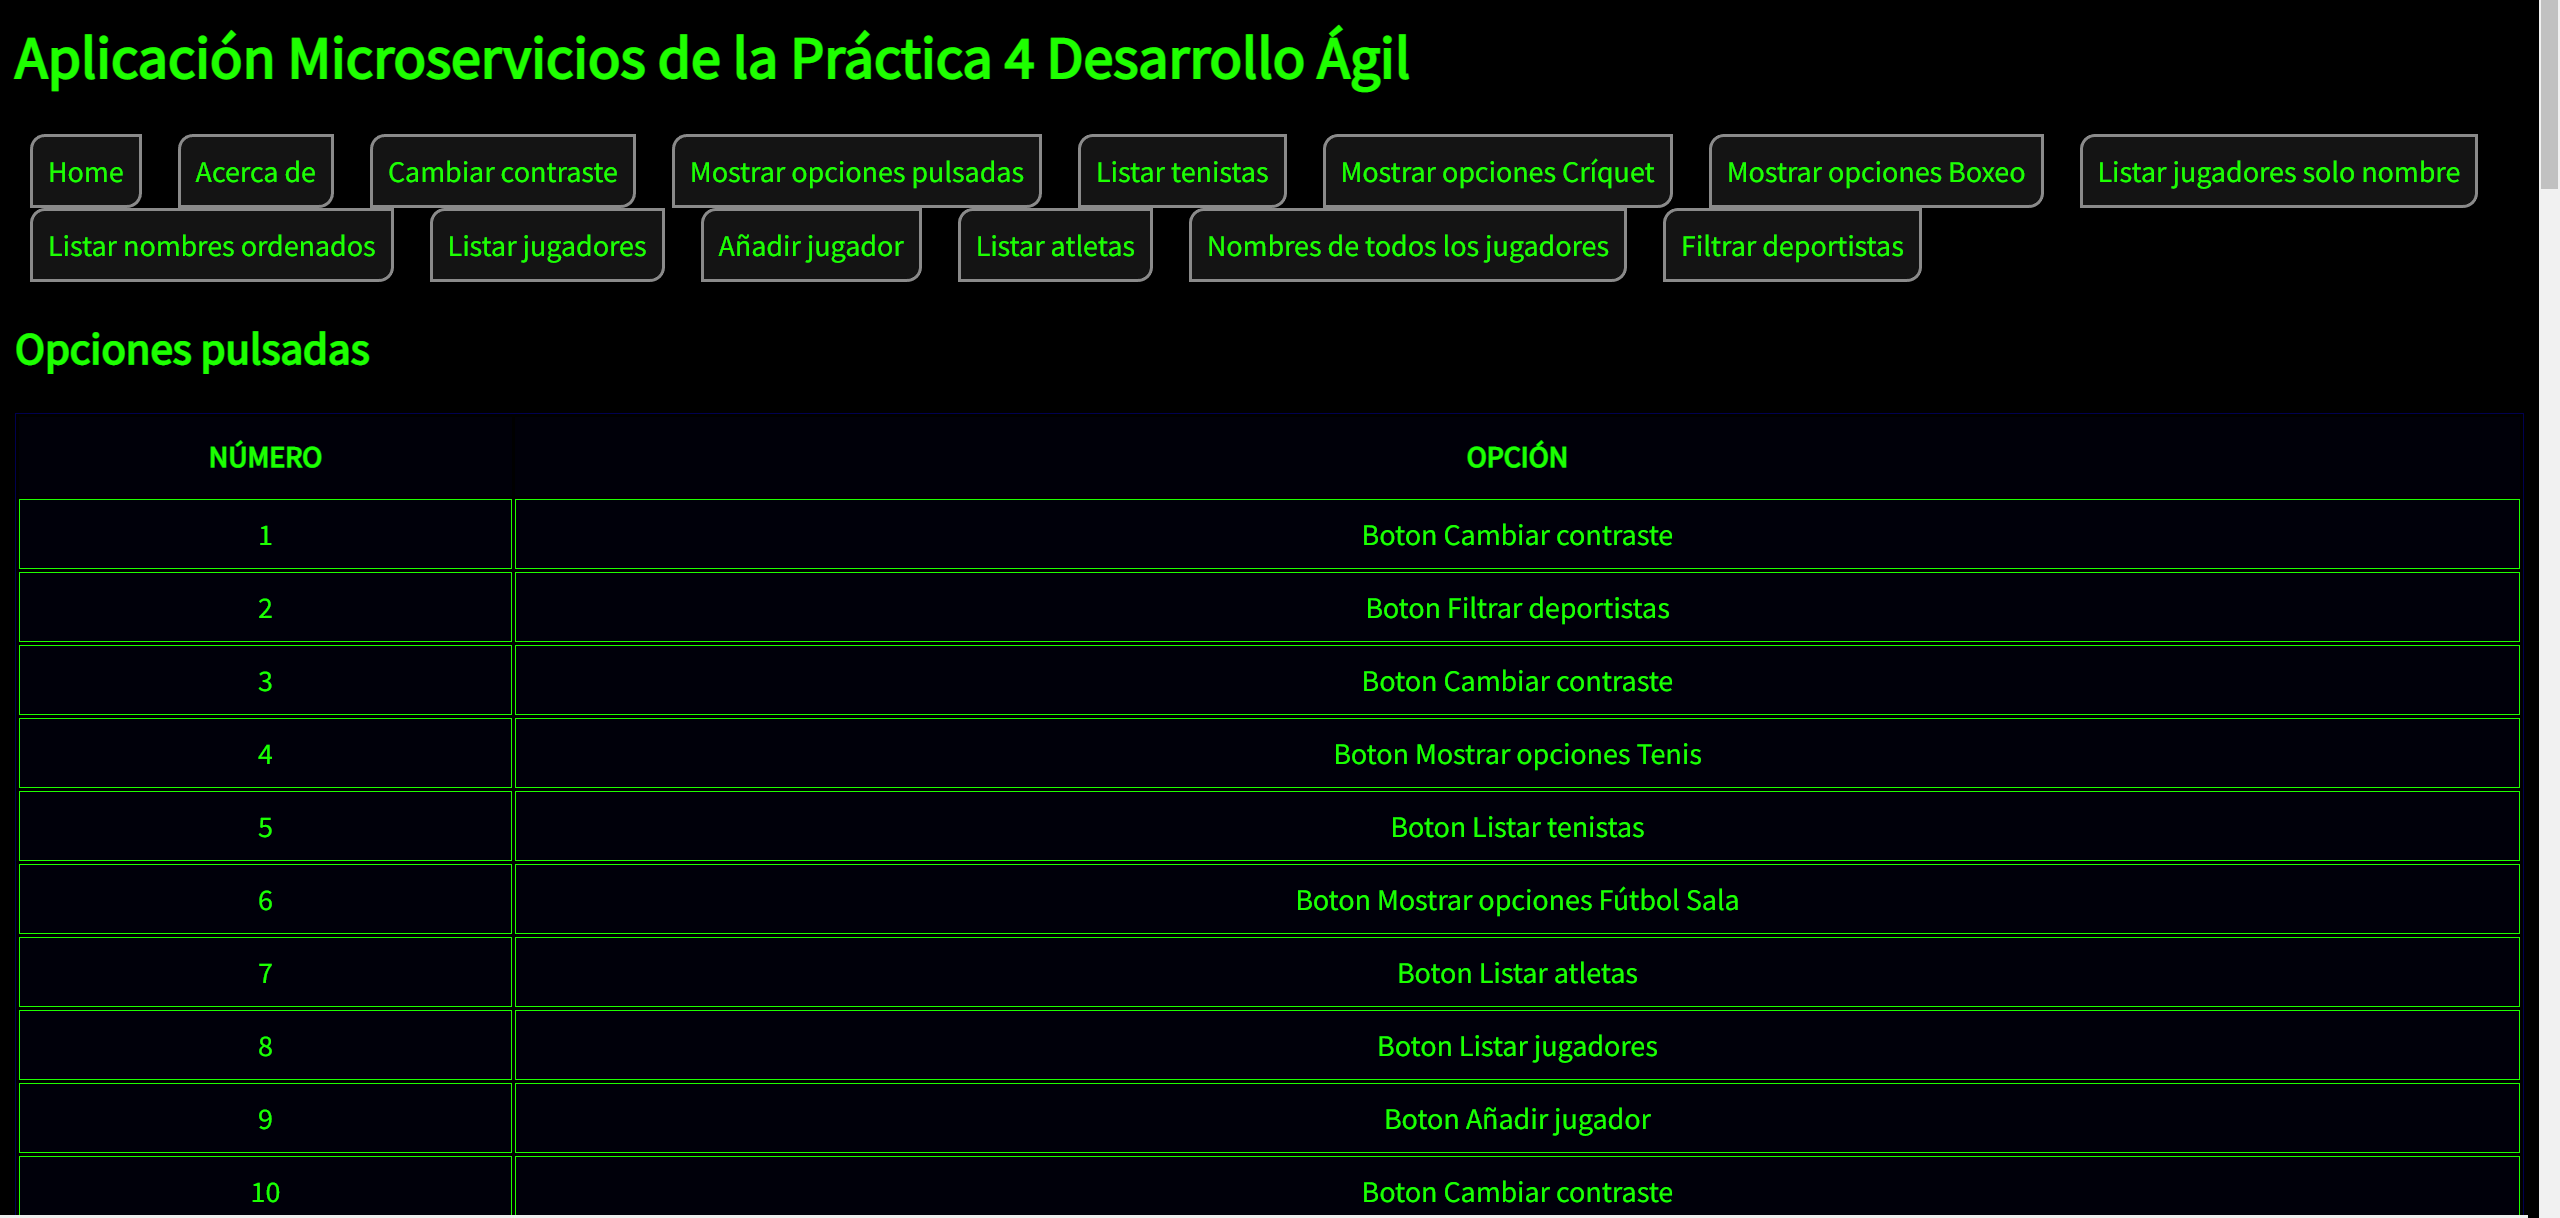 Aplicación Microservicios de la Práctica 4 Desarrollo Ágil
Home Acerca de Cambiar contraste Mostrar opciones pulsadas Listar tenistas Mostrar opciones Críquet Mostrar opciones Boxeo Listar jugadores solo nombre
Listar nombres ordenados Listar jugadores Añadir jugador Listar atletas Nombres de todos los jugadores Filtrar deportistas
Opciones pulsadas
NÚMERO OPCIÓN
1 Boton Cambiar contraste
2 Boton Filtrar deportistas
3 Boton Cambiar contraste
4 Boton Mostrar opciones Tenis
5 Boton Listar tenistas
6 Boton Mostrar opciones Fútbol Sala
7 Boton Listar atletas
8 Boton Listar jugadores
9 Boton Añadir jugador
10 Boton Cambiar contraste